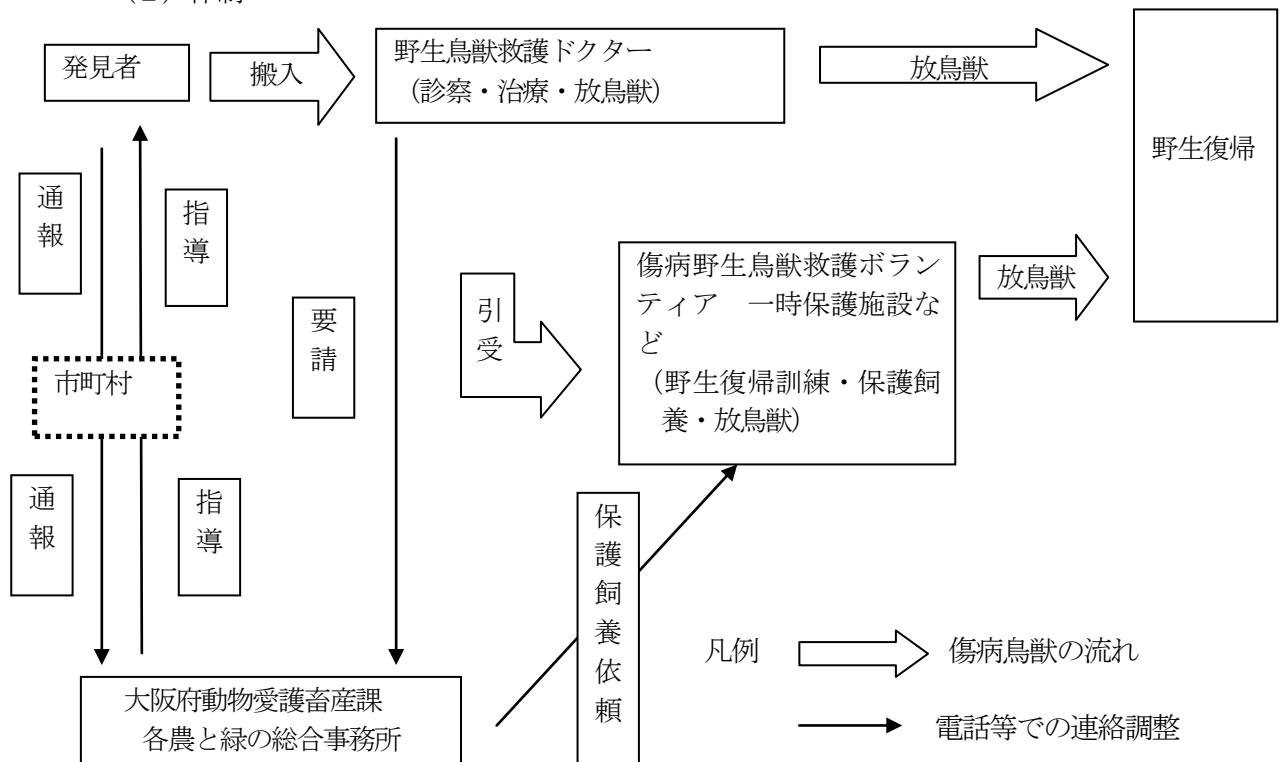 発見者
搬入
野生鳥獣救護ドクター
(診察・治療・放鳥獣)
放鳥獣
野生復帰
通報
指導
要請
引受
傷病野生鳥獣救護ボラン
ティア 一時保護施設な
ど
(野生復帰訓練・保護飼
養・放鳥獣)
放鳥獣
市町村
通報
指導
保護飼養依頼
大阪府動物愛護畜産課
各農と緑の総合事務所
凡例
傷病鳥獣の流れ
電話等での連絡調整